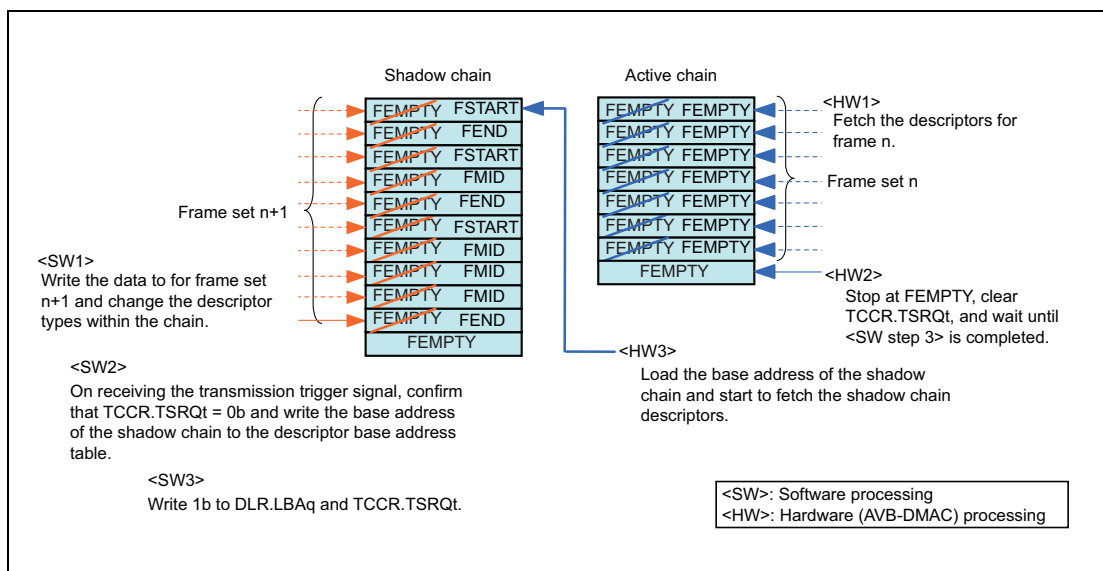 Shadow chain
Active chain
FEMPTY FSTART
FEMPTY FEND
FEMPTY FSTART
FEMPTY FMID
FEMPTY FEND
FEMPTY FSTART
FEMPTY FMID
FEMPTY FMID
FEMPTY FMID
FEMPTY FEND
FEMPTY
Frame set n+1
FEMPTY FEMPTY
FEMPTY FEMPTY
FEMPTY FEMPTY
FEMPTY FEMPTY
FEMPTY FEMPTY
FEMPTY FEMPTY
FEMPTY FEMPTY
FEMPTY
<HW1>
Fetch the descriptors for
frame n.
Frame set n
<HW2>
Stop at FEMPTY, clear
TCCR.TSRQt, and wait until
<SW step 3> is completed.
<SW1>
Write the data to for frame set
n+1 and change the descriptor
types within the chain.
<HW3>
Load the base address of the shadow
chain and start to fetch the shadow chain
descriptors.
<SW2>
On receiving the transmission trigger signal, confirm
that TCCR.TSRQt = 0b and write the base address
of the shadow chain to the descriptor base address
table.
<SW3>
Write 1b to DLR.LBAq and TCCR.TSRQt.
<SW>: Software processing
<HW>: Hardware (AVB-DMAC) processing